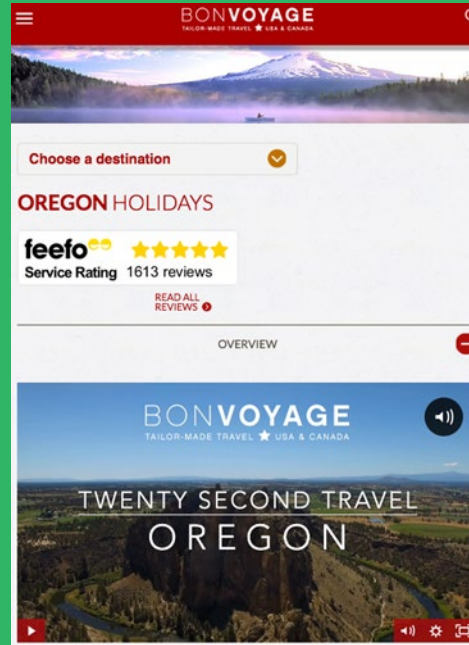 BONVOYAGE
TAILOR-MADE TRAVEL ★ USA & CANADA
Choose a destination
OREGON HOLIDAYS
feefo
Service Rating 1613 reviews
READ ALL
REVIEWS
OVERVIEW
BONVOYAGE
TAILOR-MADE TRAVEL ★ USA & CANADA
TWENTY SECOND TRAVEL
OREGON